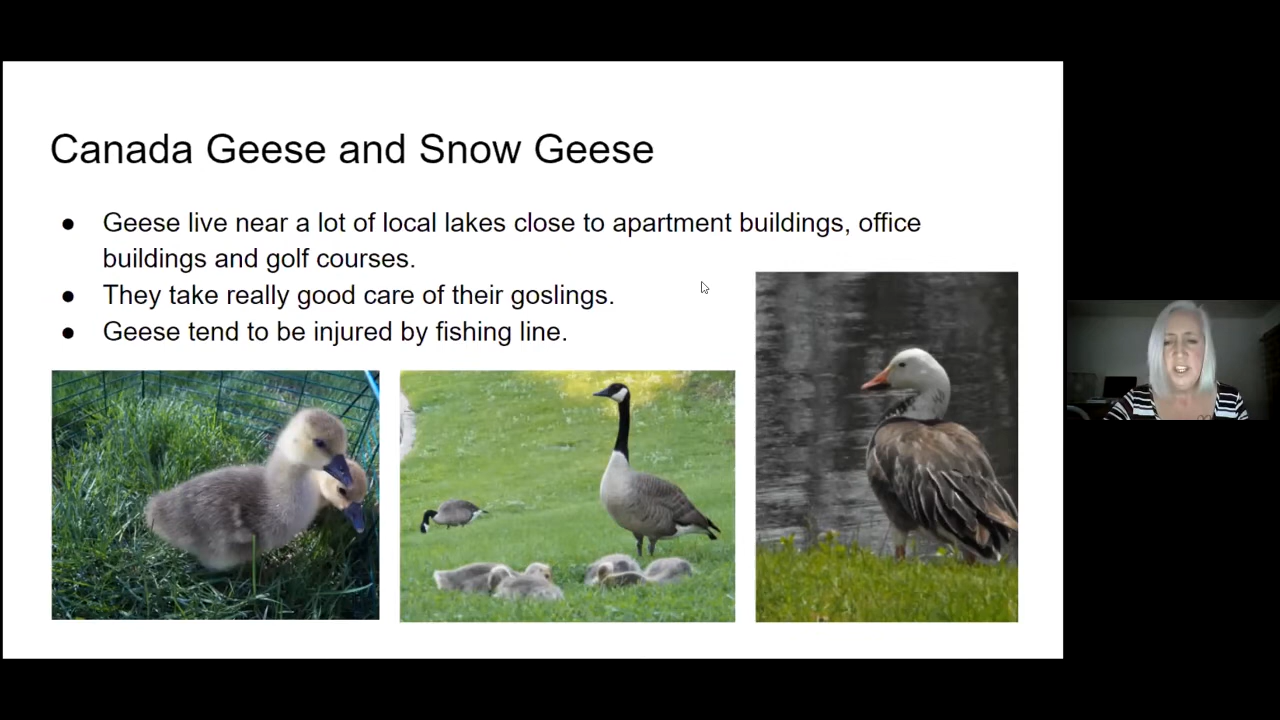 Canada Geese and Snow Geese
● Geese live near a lot of local lakes close to apartment buildings, office
buildings and golf courses.
● They take really good care of their goslings.
● Geese tend to be injured by fishing line.